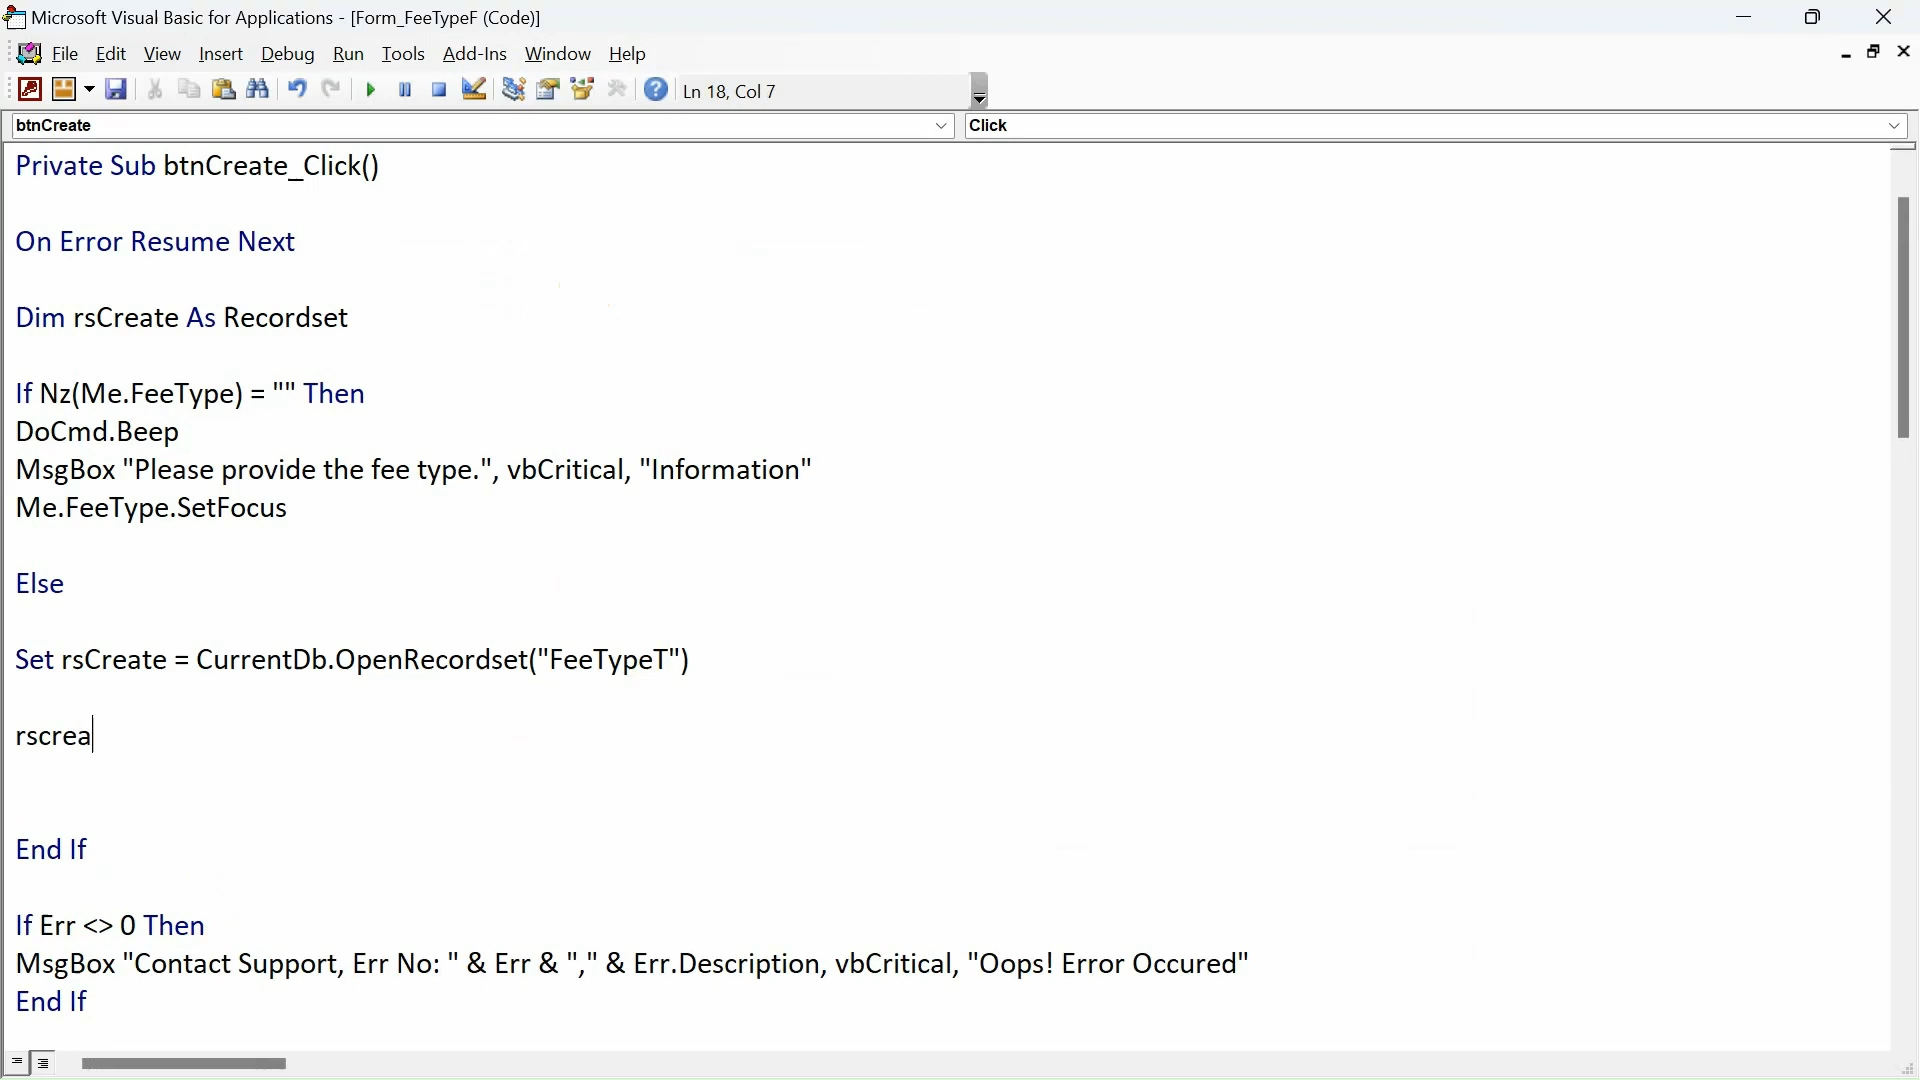 Microsoft Visual Basic for Applications - [Form_FeeTypeF (Code)]
File Edit View Insert Debug Run Tools Add-Ins Window Help
Ln 18, Col 7
btnCreate Click
Private Sub btnCreate_Click()
On Error Resume Next
Dim rsCreate As Recordset
If Nz(Me.FeeType) = "" Then
DoCmd.Beep
MsgBox "Please provide the fee type.", vbCritical, "Information"
Me.FeeType.SetFocus
Else
Set rsCreate = CurrentDb.OpenRecordset("FeeTypeT")
rscrea
End If
If Err <> 0 Then
MsgBox "Contact Support, Err No: " & Err & "," & Err.Description, vbCritical, "Oops! Error Occured"
End If